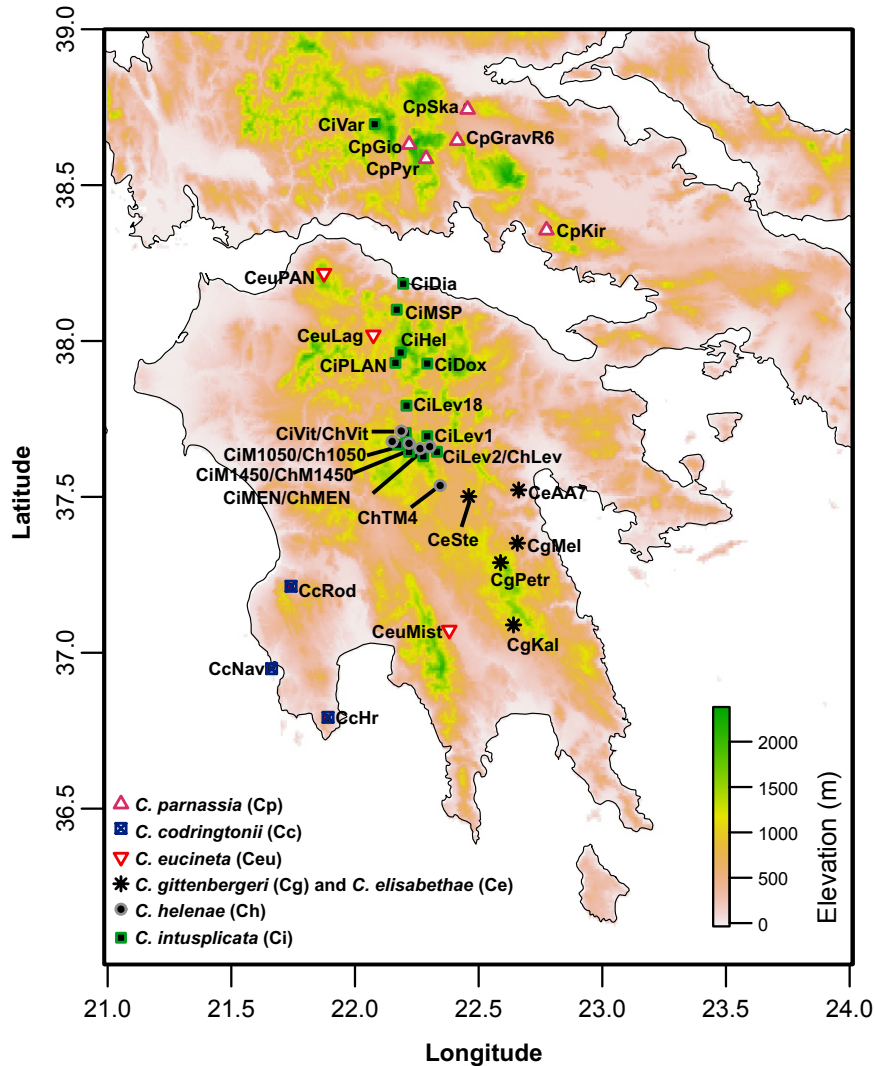 39.0
CpSka
CiVar
CpGravR6
CpGio
CpPyr
38.5
CpKir
CeuPAN
CiDia
CiMSP
CeuLag
CiHel
38.0
CiPLAN
CiDox
CiLev18
CiVit/ChVit
CiLev1
CiM1050/Ch1050
CiLev2/ChLev
CiM1450/ChM1450
CiMEN/ChMEN
37.5
CeAA7
ChTM4
CeSte
CgMel
CgPetr
CcRod
CeuMist
CgKal
37.0
CcNav
CcHr
36.5
Latitude
C. parnassia (Cp)
C. codringtonii (Cc)
C. eucineta (Ceu)
C. gittenbergeri (Cg) and C. elisabethae (Ce)
C. helenae (Ch)
C. intusplicata (Ci)
2000
1500
1000
500
0
Elevation (m)
21.0 21.5 22.0 22.5 23.0 23.5 24.0
Longitude